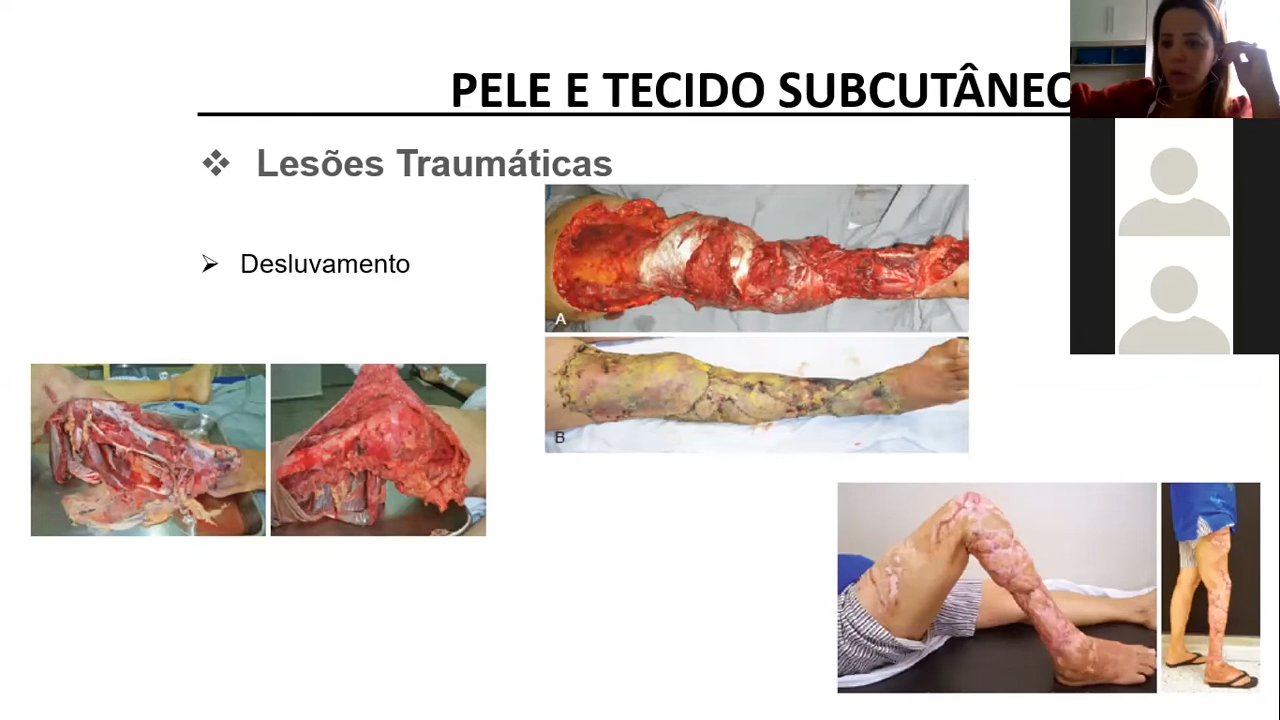 PELE E TECIDO SUBCUTÂNEO
Lesões Traumáticas
Desluvamento
A
B